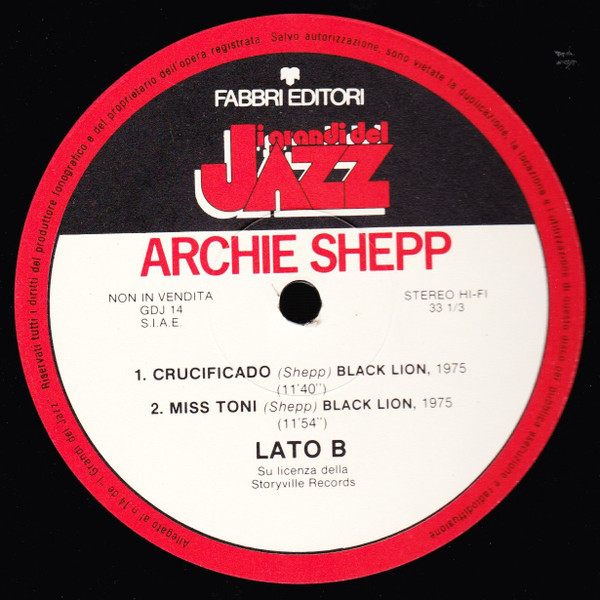 FABBRI EDITORI
i grandi del
JAZZ
ARCHIE SHEPP
NON IN VENDITA
GDJ 14
S.I.A.E.
STEREO HI-FI
33 1/3
1. CRUCIFICADO (Shepp) BLACK LION, 1975
(11'40")
2. MISS TONI (Shepp) BLACK LION, 1975
(11'54")
LATO B
Su licenza della
Storyville Records
Allegato al n. 14 de "I Grandi del Jazz" Riservati tutti i diritti del produttore fonografico e del proprietario dell'opera registrata. Salvo autorizzazione, sono vietate la duplicazione, la locazione e l'utilizzazione di questo disco per pubblica esecuzione e radiodiffusione.